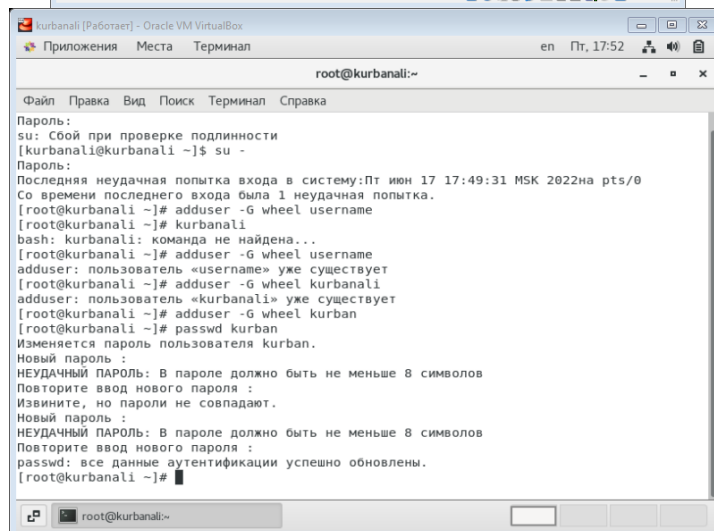 kurbanali [Работает] - Oracle VM VirtualBox
Приложения Места Терминал en Пт, 17:52
root@kurbanali:~
Файл Правка Вид Поиск Терминал Справка
Пароль:
su: Сбой при проверке подлинности
[kurbanali@kurbanali ~]$ su -
Пароль:
Последняя неудачная попытка входа в систему:Пт июн 17 17:49:31 MSK 2022на pts/0
Со времени последнего входа была 1 неудачная попытка.
[root@kurbanali ~]# adduser -G wheel username
[root@kurbanali ~]# kurbanali
bash: kurbanali: команда не найдена...
[root@kurbanali ~]# adduser -G wheel username
adduser: пользователь «username» уже существует
[root@kurbanali ~]# adduser -G wheel kurbanali
adduser: пользователь «kurbanali» уже существует
[root@kurbanali ~]# adduser -G wheel kurban
[root@kurbanali ~]# passwd kurban
Изменяется пароль пользователя kurban.
Новый пароль :
НЕУДАЧНЫЙ ПАРОЛЬ: В пароле должно быть не меньше 8 символов
Повторите ввод нового пароля :
Извините, но пароли не совпадают.
Новый пароль :
НЕУДАЧНЫЙ ПАРОЛЬ: В пароле должно быть не меньше 8 символов
Повторите ввод нового пароля :
passwd: все данные аутентификации успешно обновлены.
[root@kurbanali ~]#
root@kurbanali:~